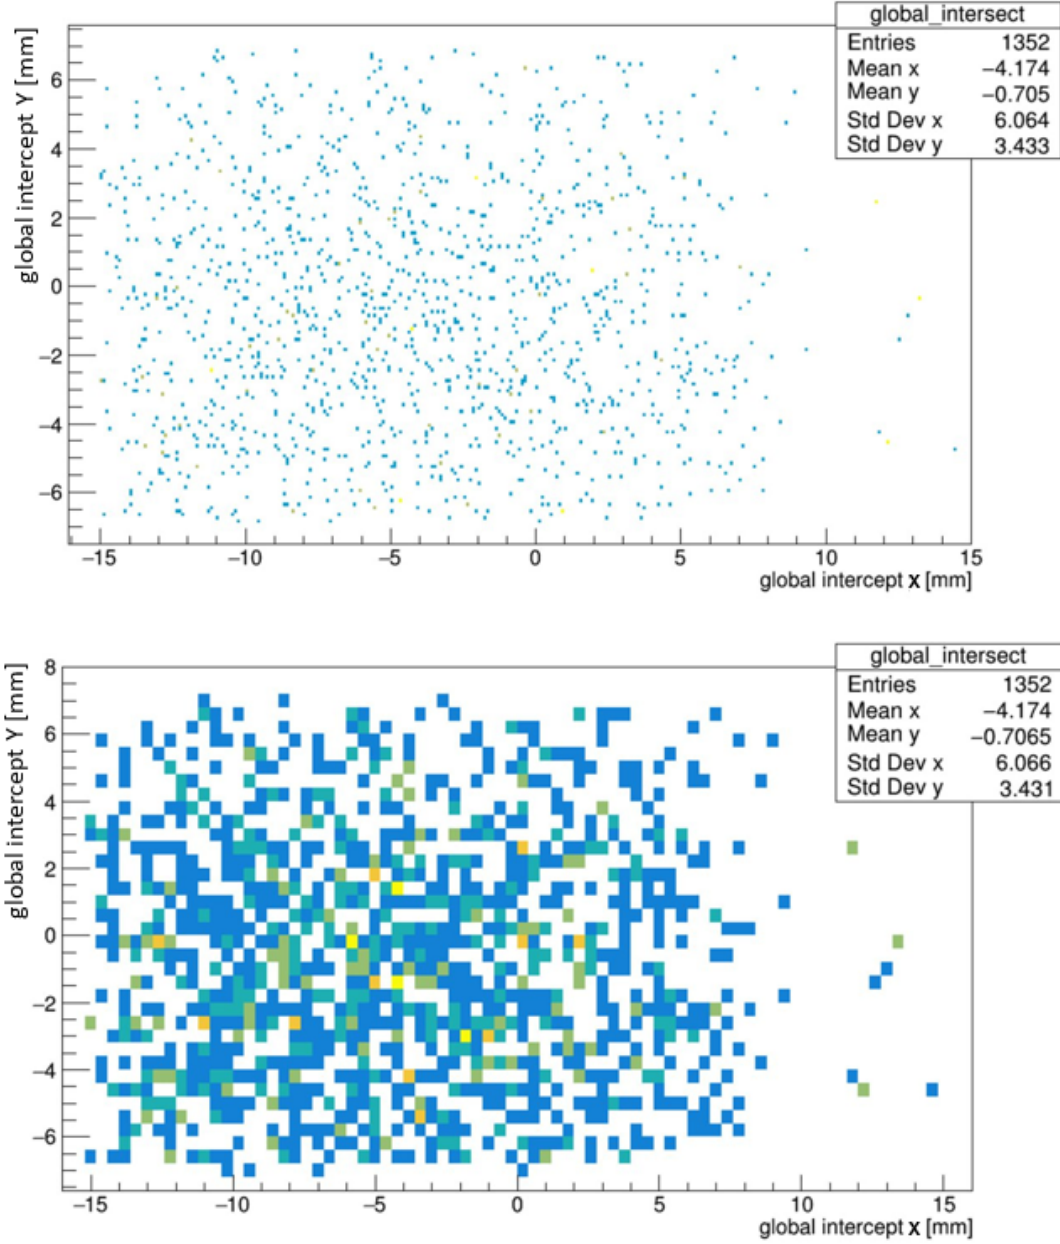 global_intersect
Entries 1352
Mean x −4.174
Mean y −0.705
Std Dev x 6.064
Std Dev y 3.433
global intercept Y [mm]
6
4
2
0
−2
−4
−6
−15 −10 −5 0 5 10 15
global intercept X [mm]
global_intersect
Entries 1352
Mean x −4.174
Mean y −0.7065
Std Dev x 6.066
Std Dev y 3.431
global intercept Y [mm]
8
6
4
2
0
−2
−4
−6
−15 −10 −5 0 5 10 15
global intercept X [mm]